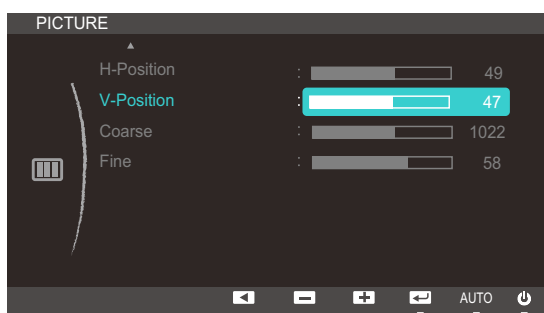 PICTURE
H-Position : 49
V-Position : 47
Coarse : 1022
Fine : 58
AUTO